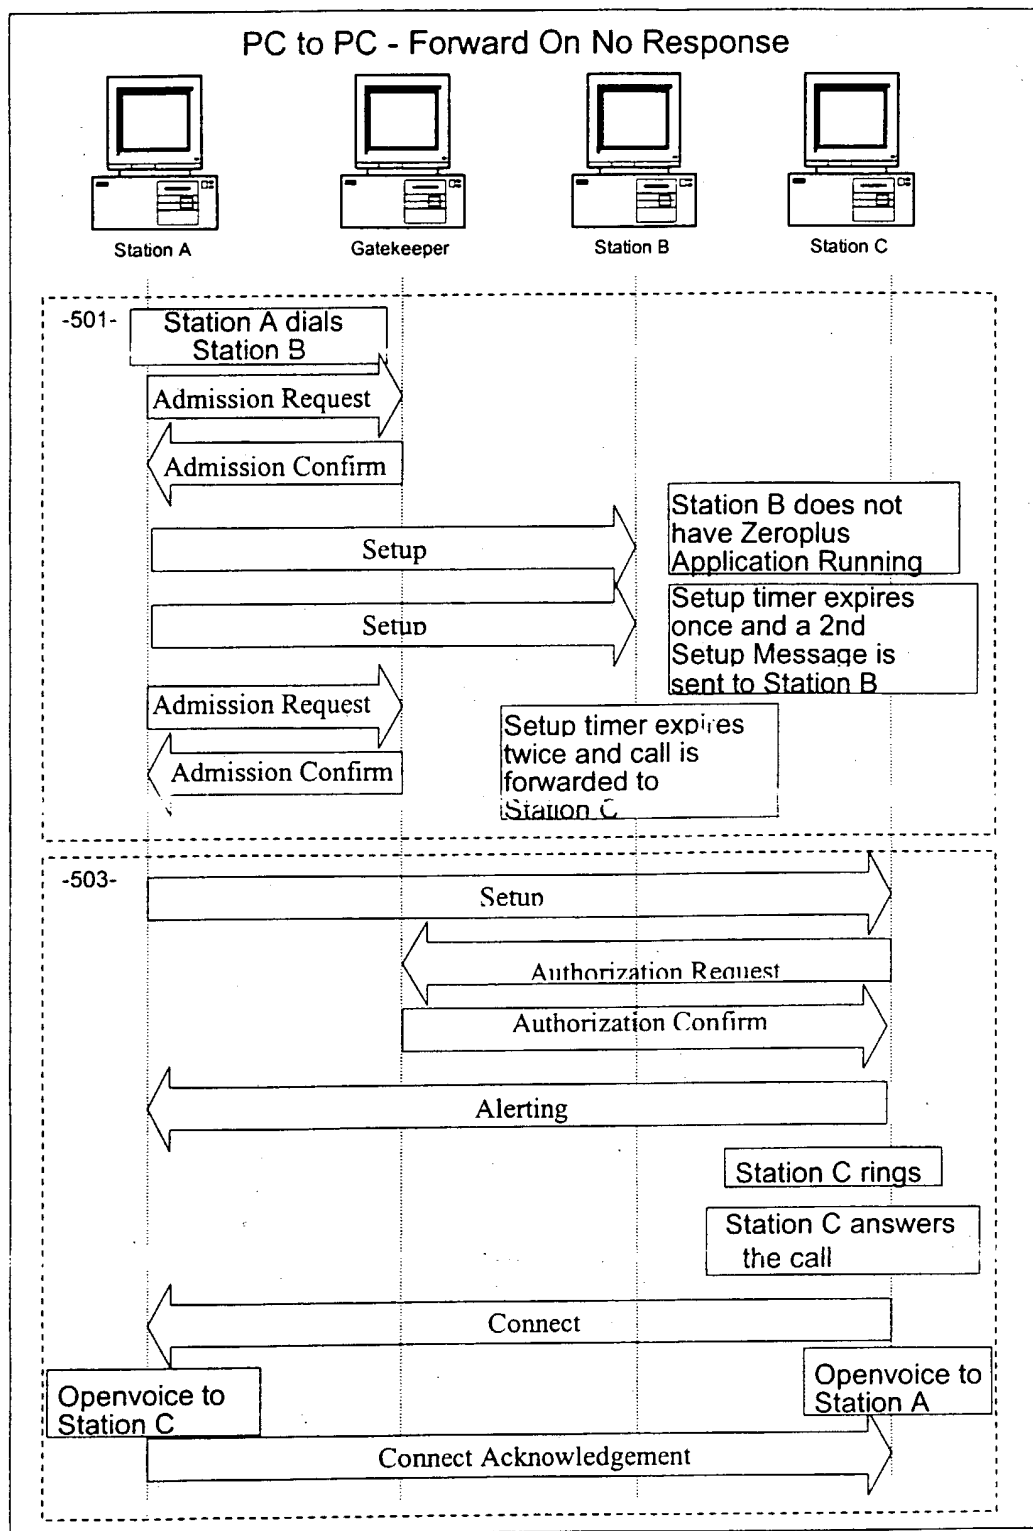 PC to PC - Forward On No Response
Station A
Gatekeeper
Station B
Station C
-501-
Station A dials
Station B
Admission Request
Admission Confirm
Setup
Station B does not
have Zeroplus
Application Running
Setup
Setup timer expires
once and a 2nd
Setup Message is
sent to Station B
Admission Request
Admission Confirm
Setup timer expires
twice and call is
forwarded to
Station C
-503-
Setup
Authorization Request
Authorization Confirm
Alerting
Station C rings
Station C answers
the call
Connect
Openvoice to
Station C
Openvoice to
Station A
Connect Acknowledgement